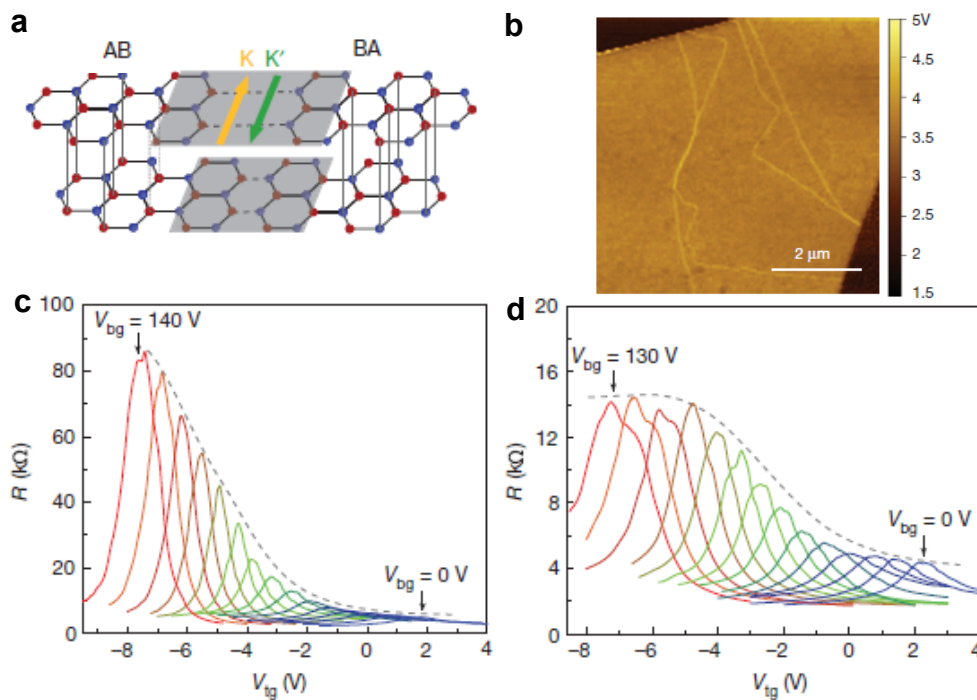 a
AB
K K′
BA
b
5V
4.5
4
3.5
3
2.5
2
1.5
2 μm
c
100
80
60
40
20
0
R (kΩ)
V_bg = 140 V
V_bg = 0 V
−8 −6 −4 −2 0 2 4
V_tg (V)
d
20
16
12
8
4
0
R (kΩ)
V_bg = 130 V
V_bg = 0 V
−8 −6 −4 −2 0 2 4
V_tg (V)